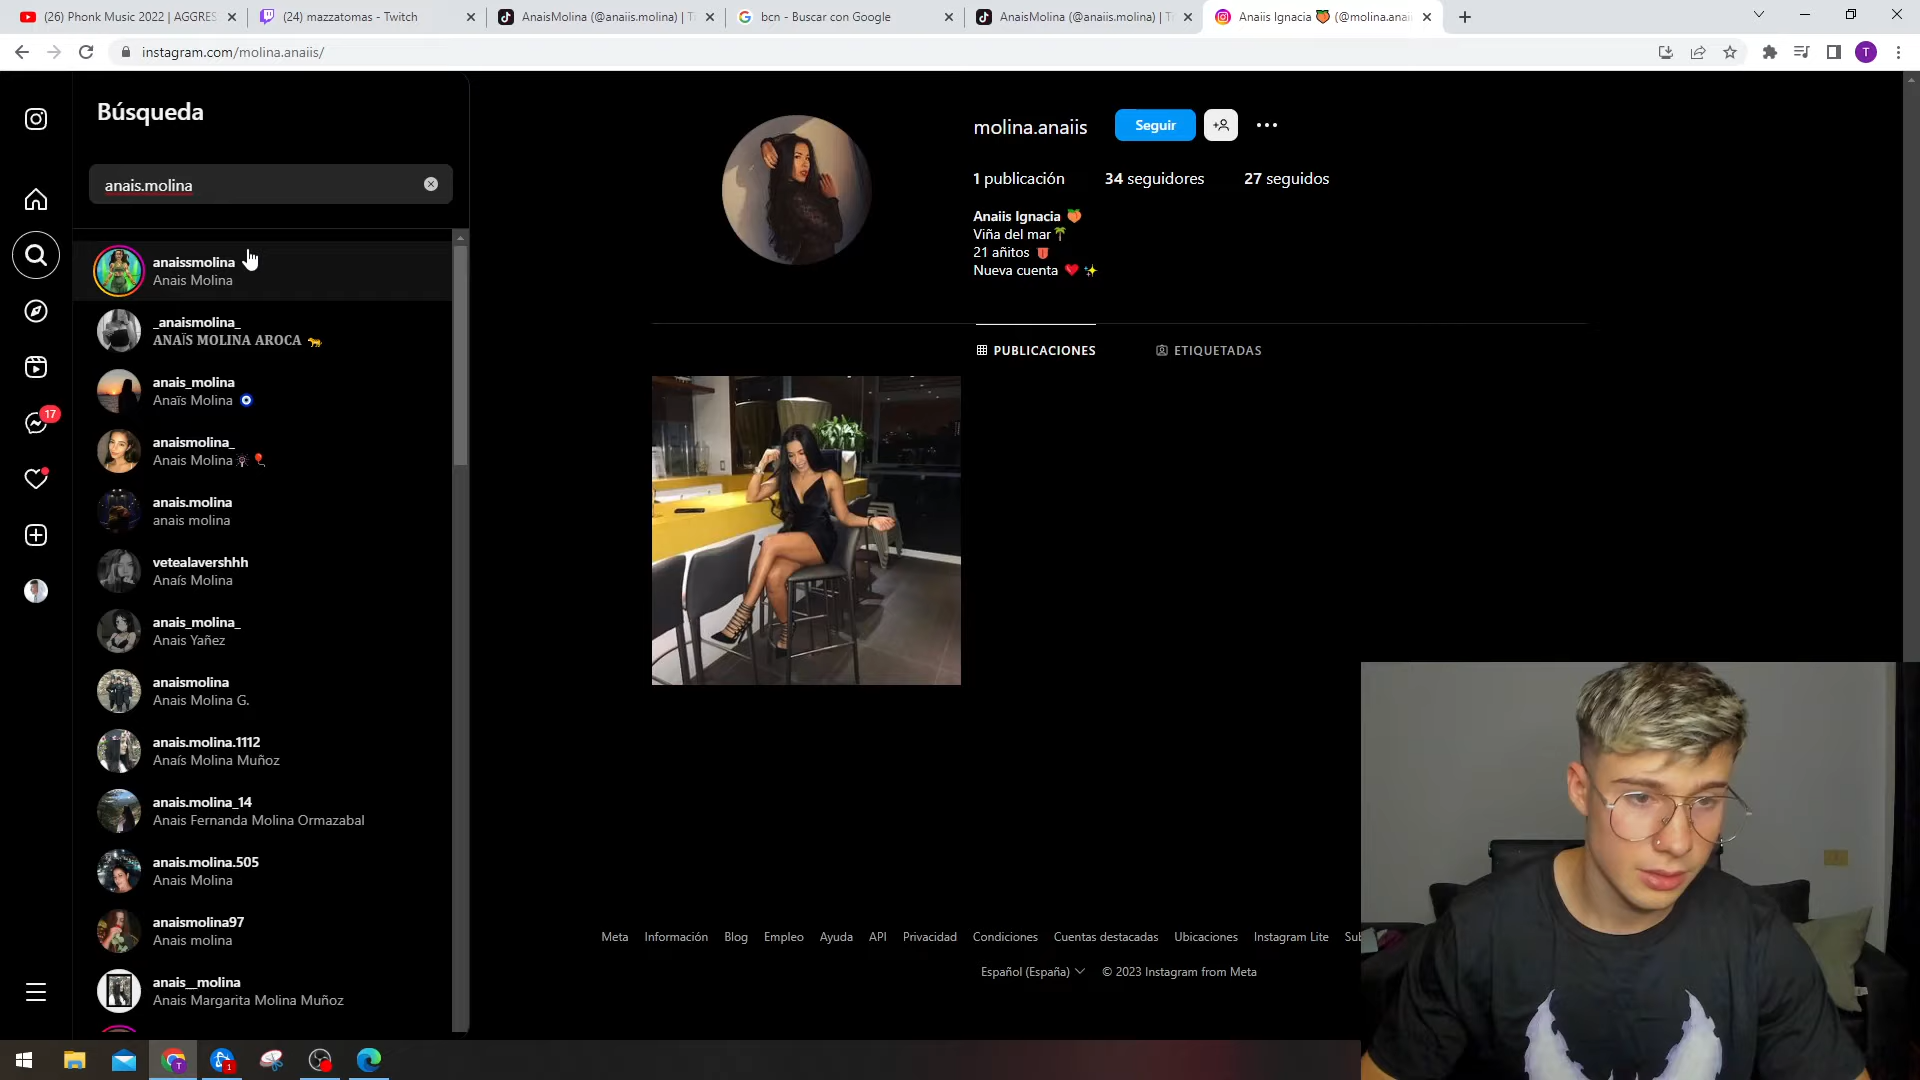 (26) Phonk Music 2022 | AGGRES
(24) mazzatomas - Twitch
AnaisMolina (@anaiis.molina) | T
bcn - Buscar con Google
AnaisMolina (@anaiis.molina) | T
Anaiis Ignacia 🍑 (@molina.anaii
instagram.com/molina.anaiis/
T
Búsqueda
anais.molina
anaissmolina
Anais Molina
_anaismolina_
ANAÏS MOLINA AROCA 🐆
anais_molina
Anaïs Molina 🧿
anaismolina_
Anais Molina
anais.molina
anais molina
vetealavershhh
Anaís Molina
anais_molina_
Anais Yañez
anaismolina
Anais Molina G.
anais.molina.1112
Anaís Molina Muñoz
anais.molina_14
Anais Fernanda Molina Ormazabal
anais.molina.505
Anais Molina
anaismolina97
Anais molina
anais__molina
Anais Margarita Molina Muñoz
17
molina.anaiis
Seguir
1 publicación 34 seguidores 27 seguidos
Anaiis Ignacia 🍑
Viña del mar🌴
21 añitos 👅
Nueva cuenta ❤️ ✨
PUBLICACIONES
ETIQUETADAS
Meta Información Blog Empleo Ayuda API Privacidad Condiciones Cuentas destacadas Ubicaciones Instagram Lite Sub
Español (España) © 2023 Instagram from Meta
T
1